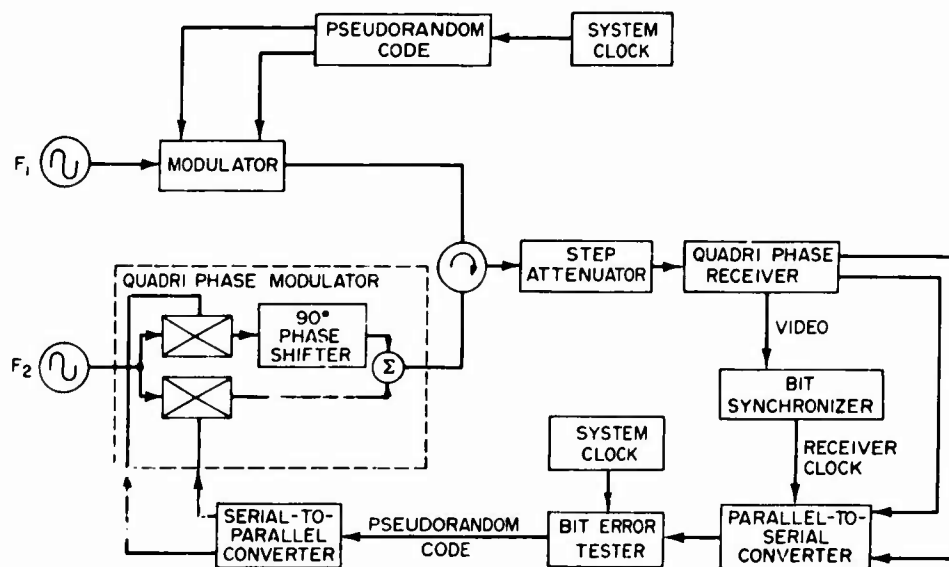 PSEUDORANDOM
CODE
SYSTEM
CLOCK
F1
MODULATOR
QUADRI PHASE MODULATOR
90°
PHASE
SHIFTER
F2
Σ
STEP
ATTENUATOR
QUADRI PHASE
RECEIVER
VIDEO
BIT
SYNCHRONIZER
RECEIVER
CLOCK
SYSTEM
CLOCK
SERIAL-TO-
PARALLEL
CONVERTER
PSEUDORANDOM
CODE
BIT ERROR
TESTER
PARALLEL-TO-
SERIAL
CONVERTER